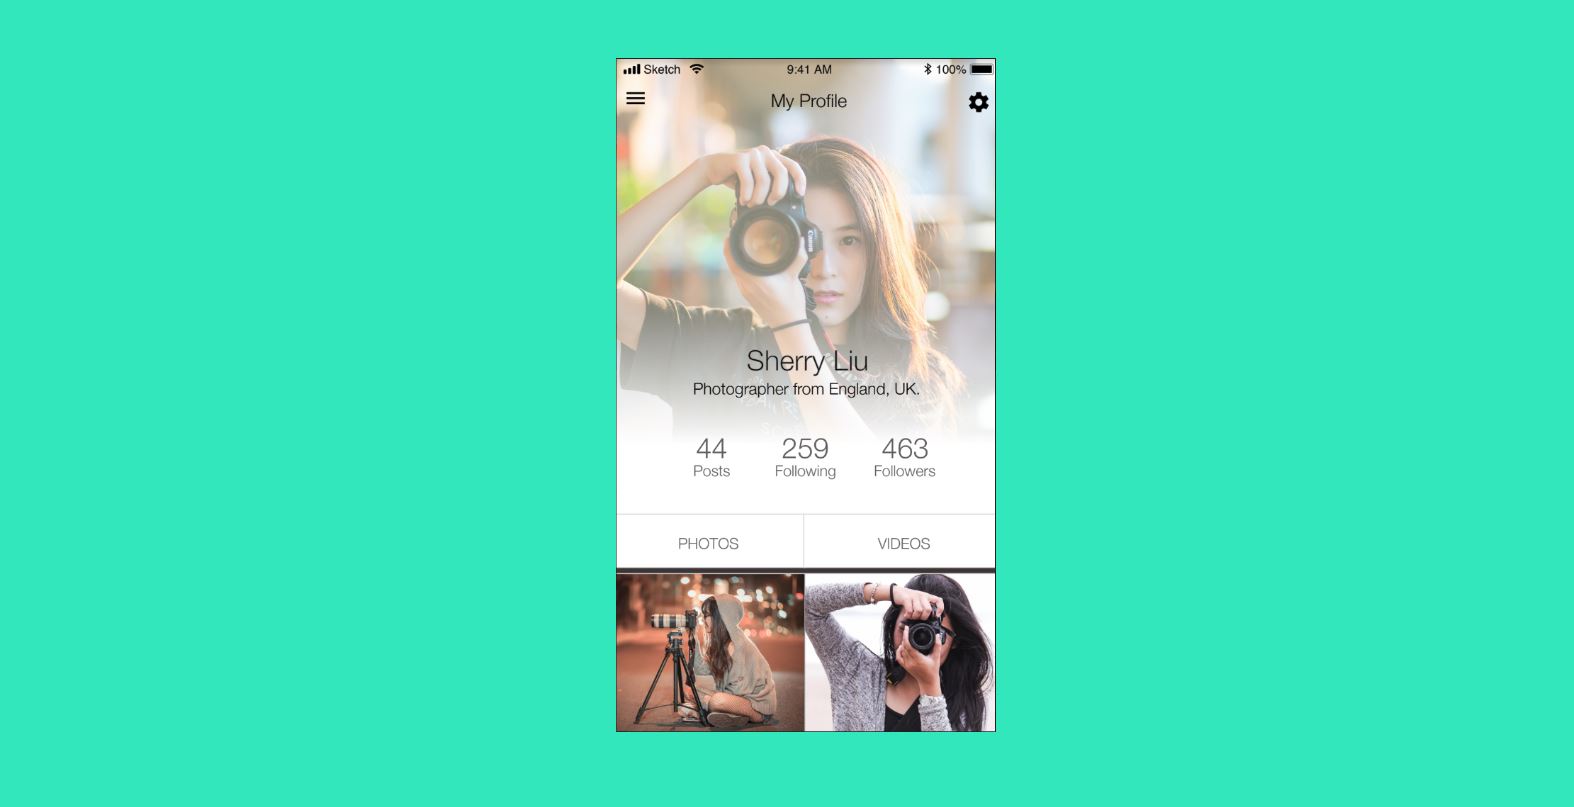 Sketch 9:41 AM 100%
My Profile
Canon
Sherry Liu
Photographer from England, UK.
44 259 463
Posts Following Followers
PHOTOS VIDEOS